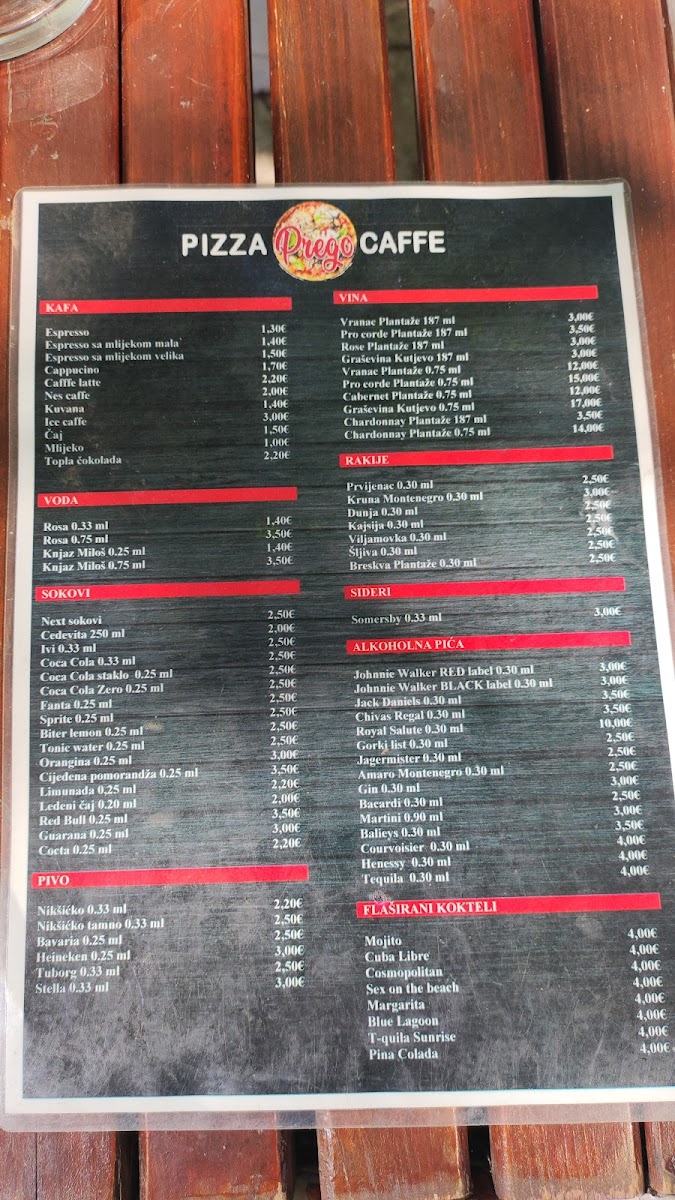 PIZZA Prego CAFFE
KAFA
Espresso 1,30€
Espresso sa mlijekom mala` 1,40€
Espresso sa mlijekom velika 1,50€
Cappucino 1,70€
Cafffe latte 2,20€
Nes caffe 2,00€
Kuvana 1,40€
Ice caffe 3,00€
Čaj 1,50€
Mlijeko 1,00€
Topla čokolada 2,20€
VODA
Rosa 0.33 ml 1,40€
Rosa 0.75 ml 3,50€
Knjaz Miloš 0.25 ml 1,40€
Knjaz Miloš 0.75 ml 3,50€
SOKOVI
Next sokovi 2,50€
Cedevita 250 ml 2,00€
Ivi 0.33 ml 2,50€
Coca Cola 0.33 ml 2,50€
Coca Cola staklo 0.25 ml 2,50€
Coca Cola Zero 0.25 ml 2,50€
Fanta 0.25 ml 2,50€
Sprite 0.25 ml 2,50€
Biter lemon 0.25 ml 2,50€
Tonic water 0.25 ml 2,50€
Orangina 0.25 ml 3,00€
Cijeđena pomorandža 0.25 ml 3,50€
Limunada 0.25 ml 2,20€
Ledeni čaj 0.20 ml 2,00€
Red Bull 0.25 ml 3,50€
Guarana 0.25 ml 3,00€
Cocta 0.25 ml 2,20€
PIVO
Nikšićko 0.33 ml 2,20€
Nikšićko tamno 0.33 ml 2,50€
Bavaria 0.25 ml 2,50€
Heineken 0.25 ml 3,00€
Tuborg 0.33 ml 2,50€
Stella 0.33 ml 3,00€
VINA
Vranac Plantaže 187 ml 3,00€
Pro corde Plantaže 187 ml 3,50€
Rose Plantaže 187 ml 3,00€
Graševina Kutjevo 187 ml 3,00€
Vranac Plantaže 0.75 ml 12,00€
Pro corde Plantaže 0.75 ml 15,00€
Cabernet Plantaže 0.75 ml 12,00€
Graševina Kutjevo 0.75 ml 17,00€
Chardonnay Plantaže 187 ml 3,50€
Chardonnay Plantaže 0.75 ml 14,00€
RAKIJE
Prvijenac 0.30 ml 2,50€
Kruna Montenegro 0.30 ml 3,00€
Dunja 0.30 ml 2,50€
Kajsija 0.30 ml 2,50€
Viljamovka 0.30 ml 2,50€
Šljiva 0.30 ml 2,50€
Breskva Plantaže 0.30 ml 2,50€
SIDERI
Somersby 0.33 ml 3,00€
ALKOHOLNA PIĆA
Johnnie Walker RED label 0.30 ml 3,00€
Johnnie Walker BLACK label 0.30 ml 3,00€
Jack Daniels 0.30 ml 3,50€
Chivas Regal 0.30 ml 3,50€
Royal Salute 0.30 ml 10,00€
Gorki list 0.30 ml 2,50€
Jagermister 0.30 ml 2,50€
Amaro Montenegro 0.30 ml 2,50€
Gin 0.30 ml 3,00€
Bacardi 0.30 ml 2,50€
Martini 0.90 ml 3,00€
Balieys 0.30 ml 3,50€
Courvoisier 0.30 ml 4,00€
Henessy 0.30 ml 4,00€
Tequila 0.30 ml 4,00€
FLAŠIRANI KOKTELI
Mojito 4,00€
Cuba Libre 4,00€
Cosmopolitan 4,00€
Sex on the beach 4,00€
Margarita 4,00€
Blue Lagoon 4,00€
T-quila Sunrise 4,00€
Pina Colada 4,00€